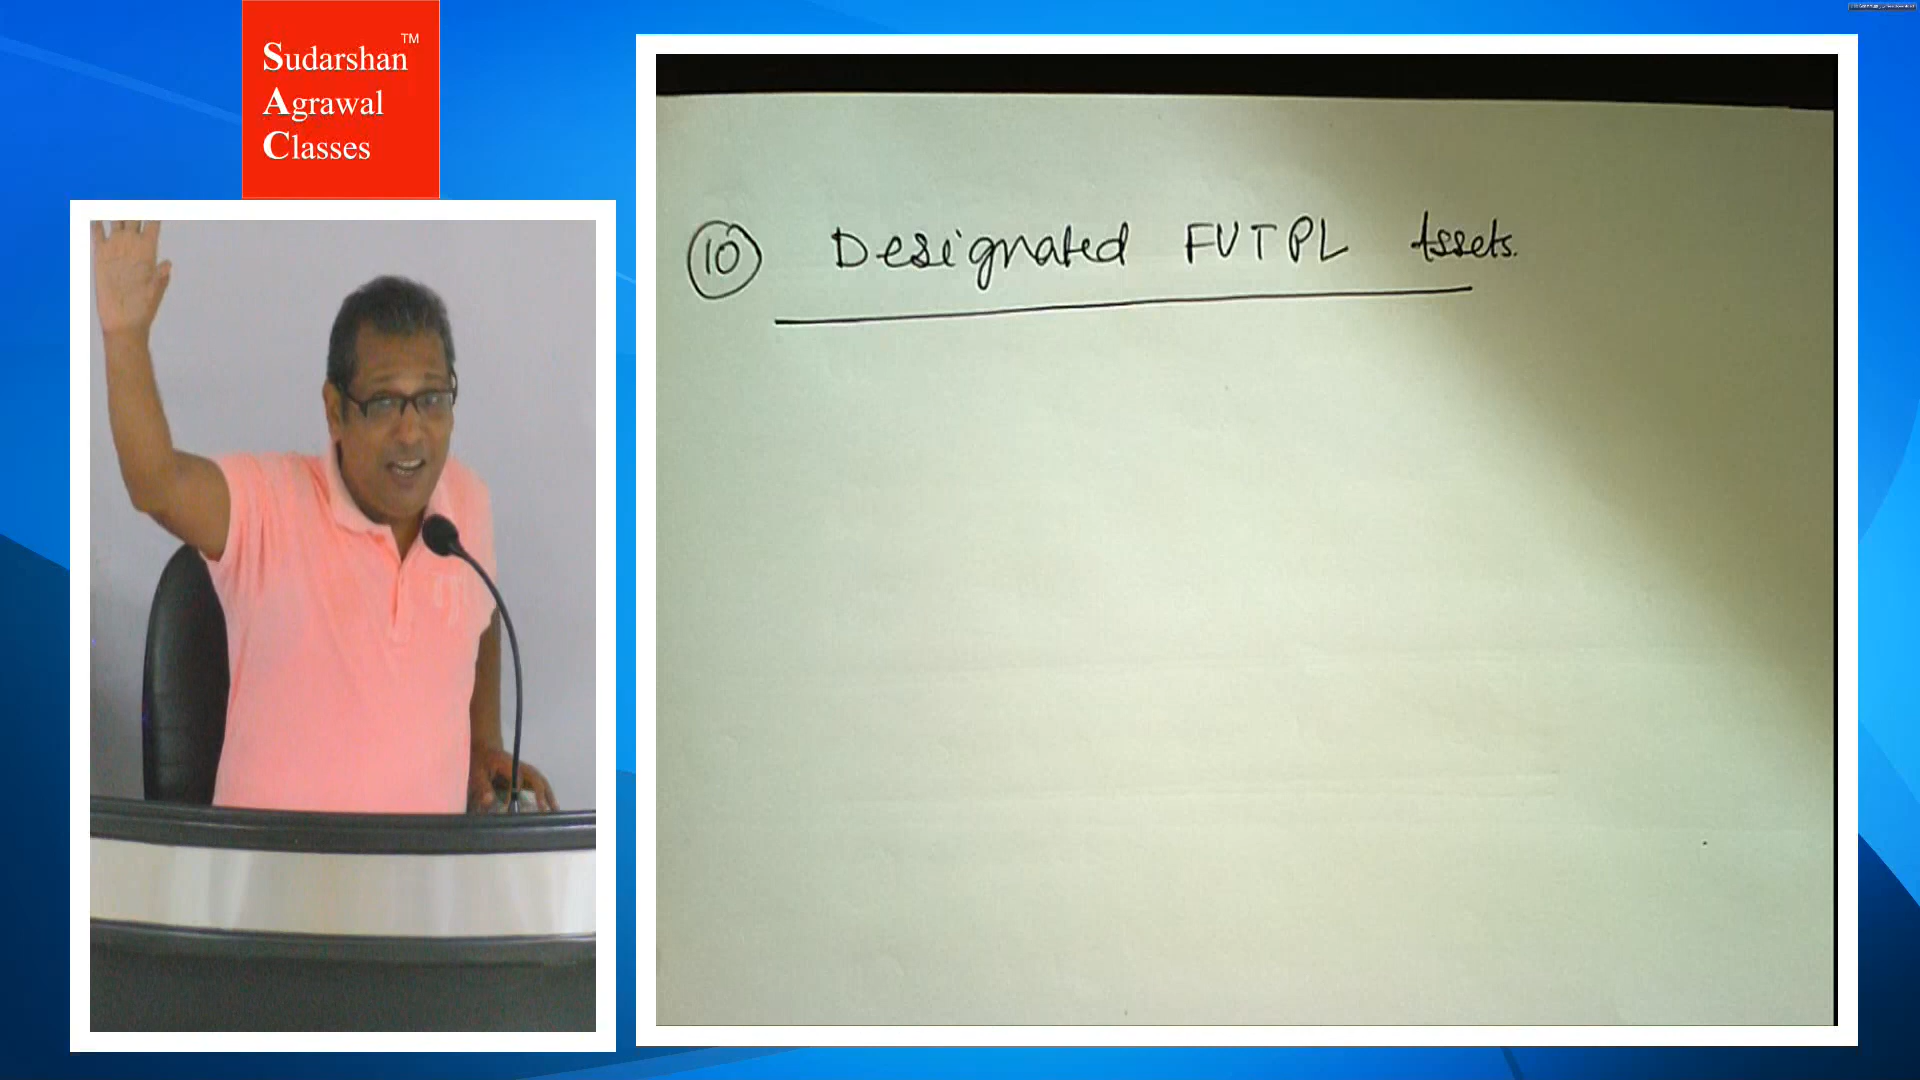 Sudarshan™
Agrawal
Classes
10 Designated FVTPL Assets.